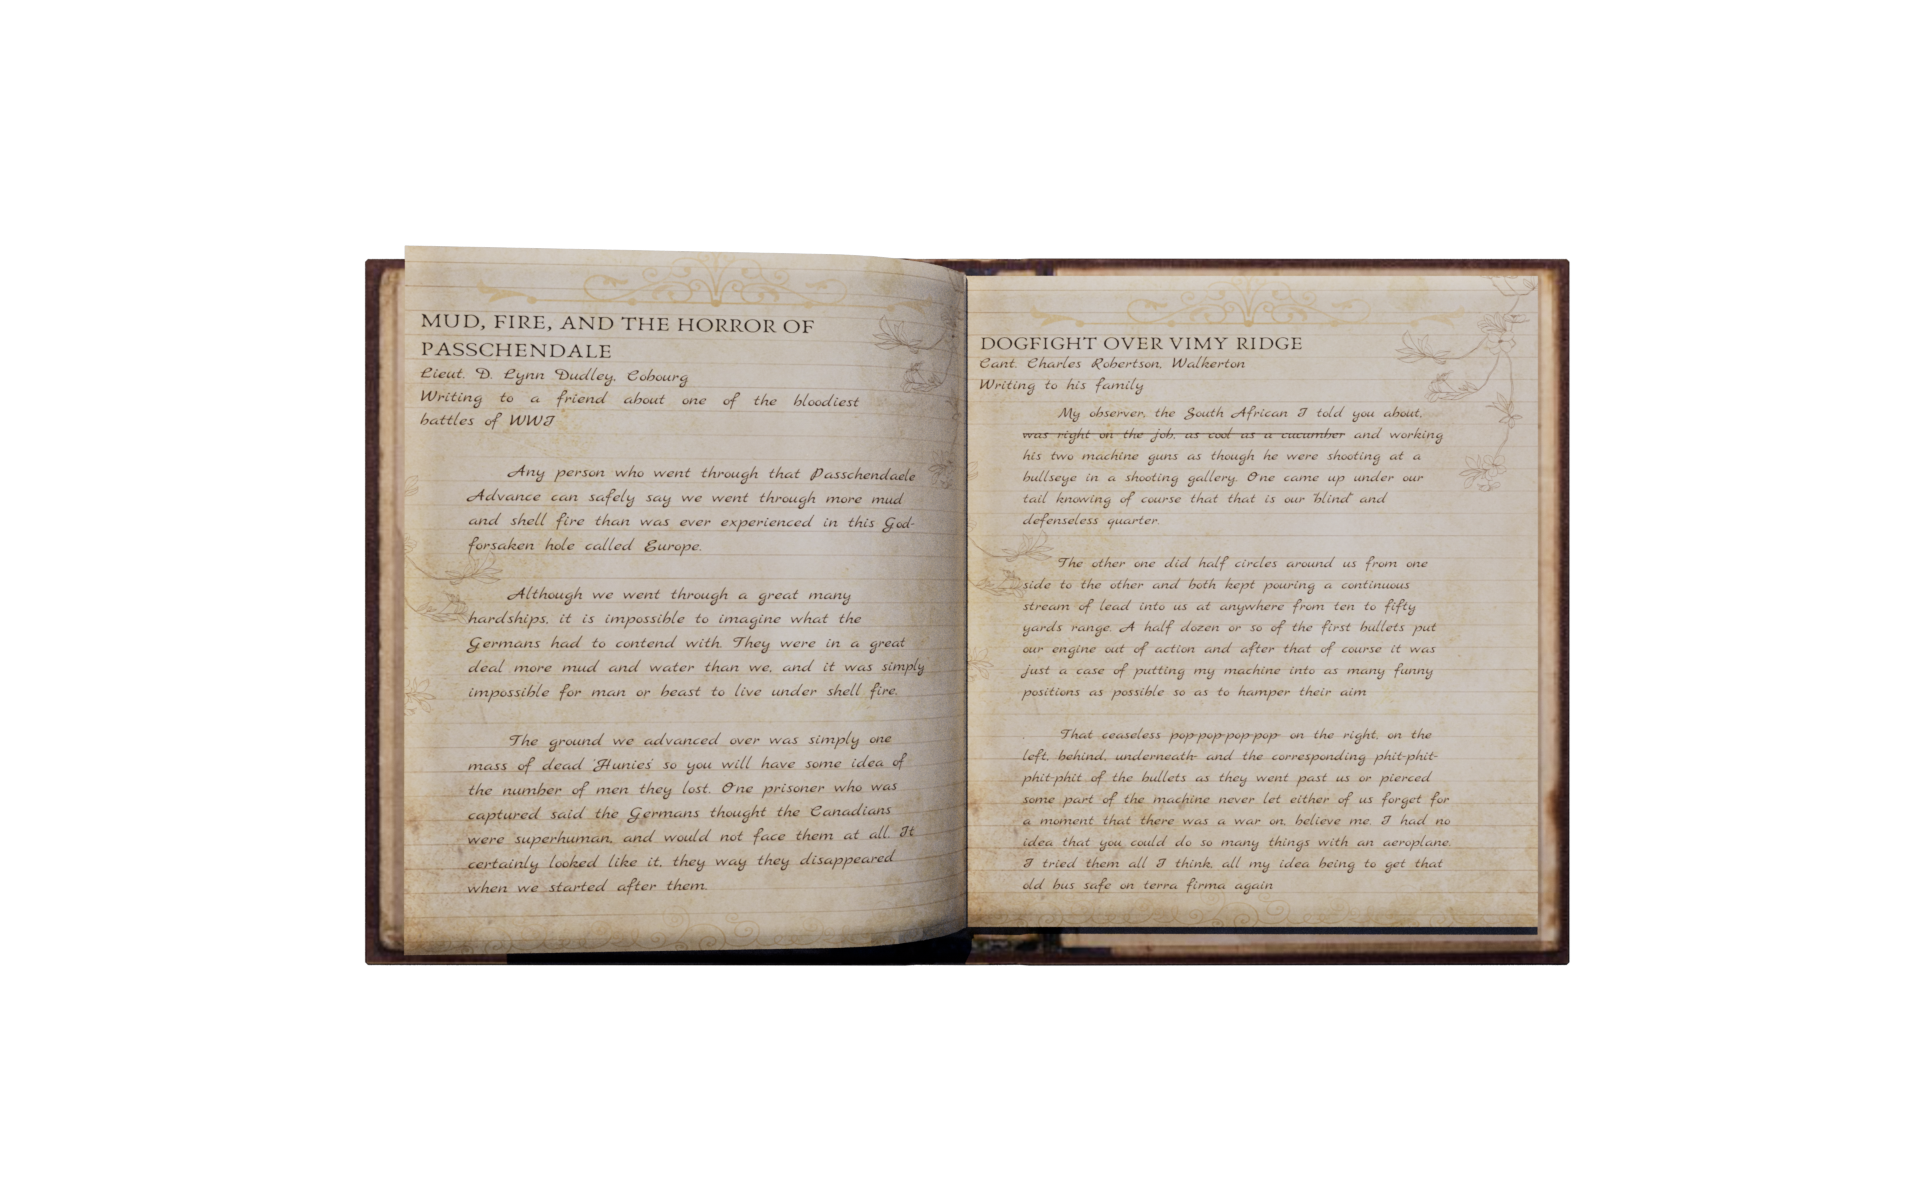 MUD, FIRE, AND THE HORROR OF
PASSCHENDALE
Lieut. D. Lynn Dudley, Cobourg
Writing to a friend about one of the bloodiest
battles of WWI
Any person who went through that Passchendaele
Advance can safely say we went through more mud
and shell fire than was ever experienced in this God-
forsaken hole called Europe.
Although we went through a great many
hardships, it is impossible to imagine what the
Germans had to contend with. They were in a great
deal more mud and water than we, and it was simply
impossible for man or beast to live under shell fire.
The ground we advanced over was simply one
mass of dead 'Hunies' so you will have some idea of
the number of men they lost. One prisoner who was
captured said the Germans thought the Canadians
were superhuman, and would not face them at all. It
certainly looked like it, they way they disappeared
when we started after them.
DOGFIGHT OVER VIMY RIDGE
Cant. Charles Robertson, Walkerton
Writing to his family
My observer, the South African I told you about,
was right on the job, as cool as a cucumber and working
his two machine guns as though he were shooting at a
bullseye in a shooting gallery. One came up under our
tail knowing of course that that is our "blind" and
defenseless quarter.
The other one did half circles around us from one
side to the other and both kept pouring a continuous
stream of lead into us at anywhere from ten to fifty
yards range. A half dozen or so of the first bullets put
our engine out of action and after that of course it was
just a case of putting my machine into as many funny
positions as possible so as to hamper their aim
That ceaseless pop-pop-pop-pop- on the right, on the
left, behind, underneath- and the corresponding phit-phit-
phit-phit of the bullets as they went past us or pierced
some part of the machine never let either of us forget for
a moment that there was a war on, believe me. I had no
idea that you could do so many things with an aeroplane.
I tried them all I think, all my idea being to get that
old bus safe on terra firma again